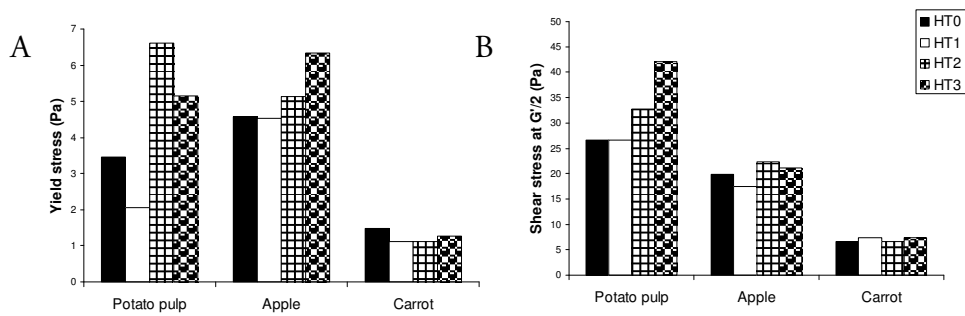 A
Yield stress (Pa)
7
6
5
4
3
2
1
0
Potato pulp
Apple
Carrot
B
Shear stress at G'/2 (Pa)
50
45
40
35
30
25
20
15
10
5
0
Potato pulp
Apple
Carrot
HT0
HT1
HT2
HT3